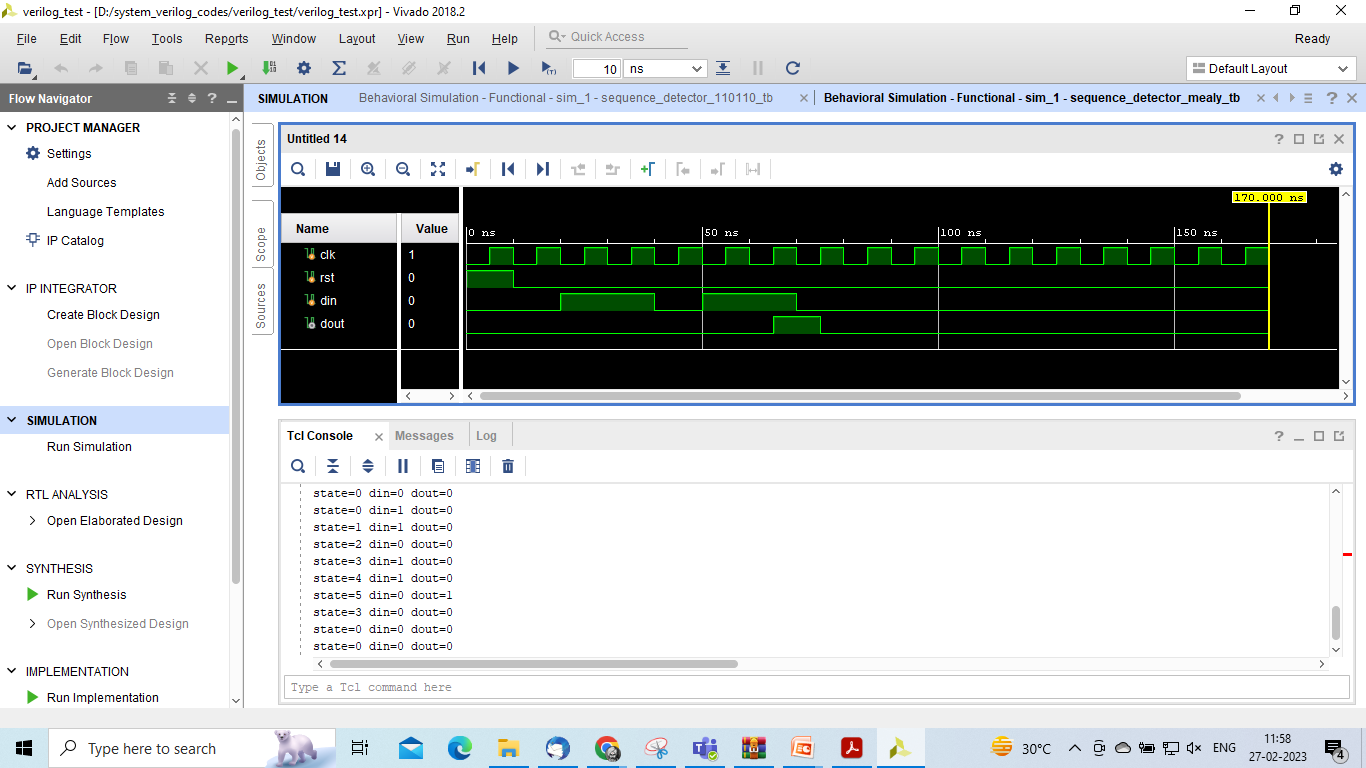 verilog_test - [D:/system_verilog_codes/verilog_test/verilog_test.xpr] - Vivado 2018.2
File Edit Flow Tools Reports Window Layout View Run Help Quick Access Ready
10 ns Default Layout
Flow Navigator
SIMULATION Behavioral Simulation - Functional - sim_1 - sequence_detector_110110_tb Behavioral Simulation - Functional - sim_1 - sequence_detector_mealy_tb
PROJECT MANAGER
Settings
Add Sources
Language Templates
IP Catalog
IP INTEGRATOR
Create Block Design
Open Block Design
Generate Block Design
SIMULATION
Run Simulation
RTL ANALYSIS
Open Elaborated Design
SYNTHESIS
Run Synthesis
Open Synthesized Design
IMPLEMENTATION
Run Implementation
Objects
Scope
Sources
Untitled 14
170.000 ns
Name Value
0 ns 50 ns 100 ns 150 ns
clk 1
rst 0
din 0
dout 0
Tcl Console Messages Log
state=0 din=0 dout=0
state=0 din=1 dout=0
state=1 din=1 dout=0
state=2 din=0 dout=0
state=3 din=1 dout=0
state=4 din=1 dout=0
state=5 din=0 dout=1
state=3 din=0 dout=0
state=0 din=0 dout=0
state=0 din=0 dout=0
Type a Tcl command here
Type here to search
30°C ENG 11:58
27-02-2023
4